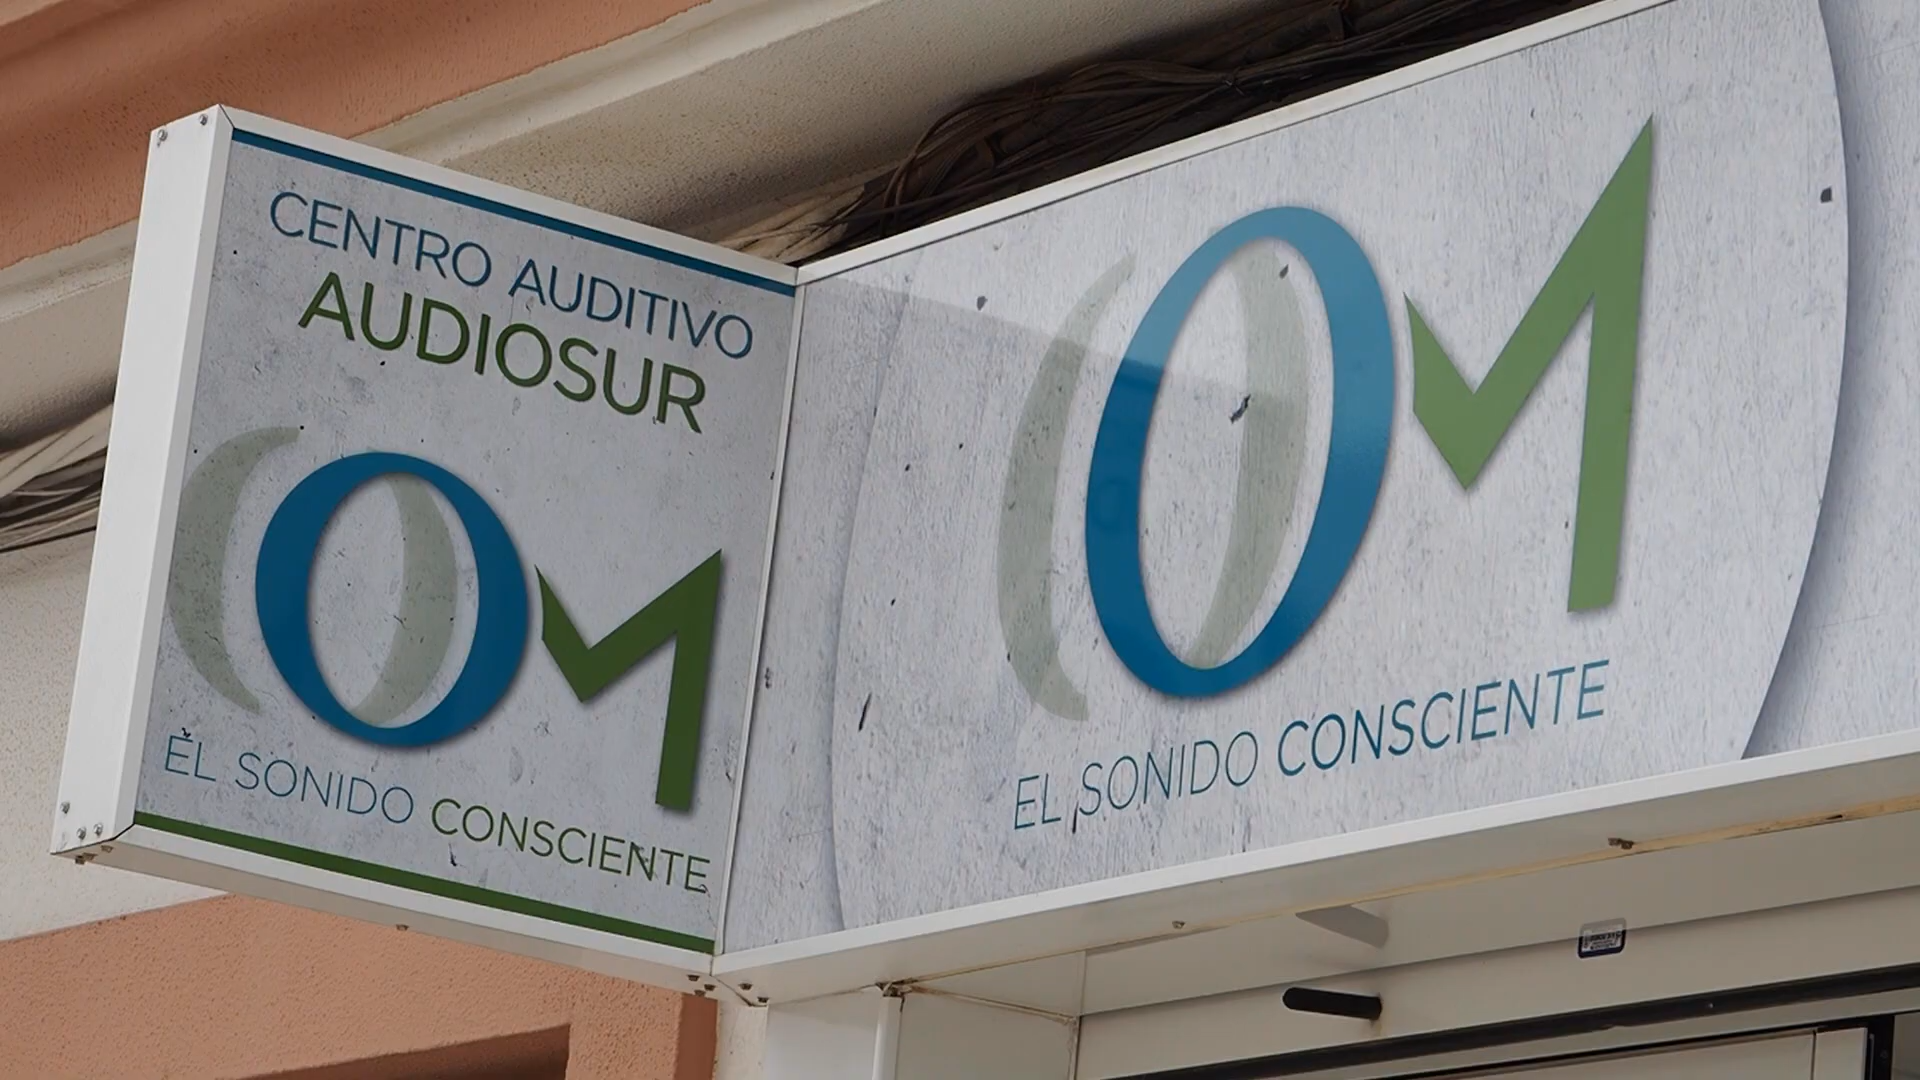 CENTRO AUDITIVO
AUDIOSUR
OM
EL SONIDO CONSCIENTE
OM
EL SONIDO CONSCIENTE